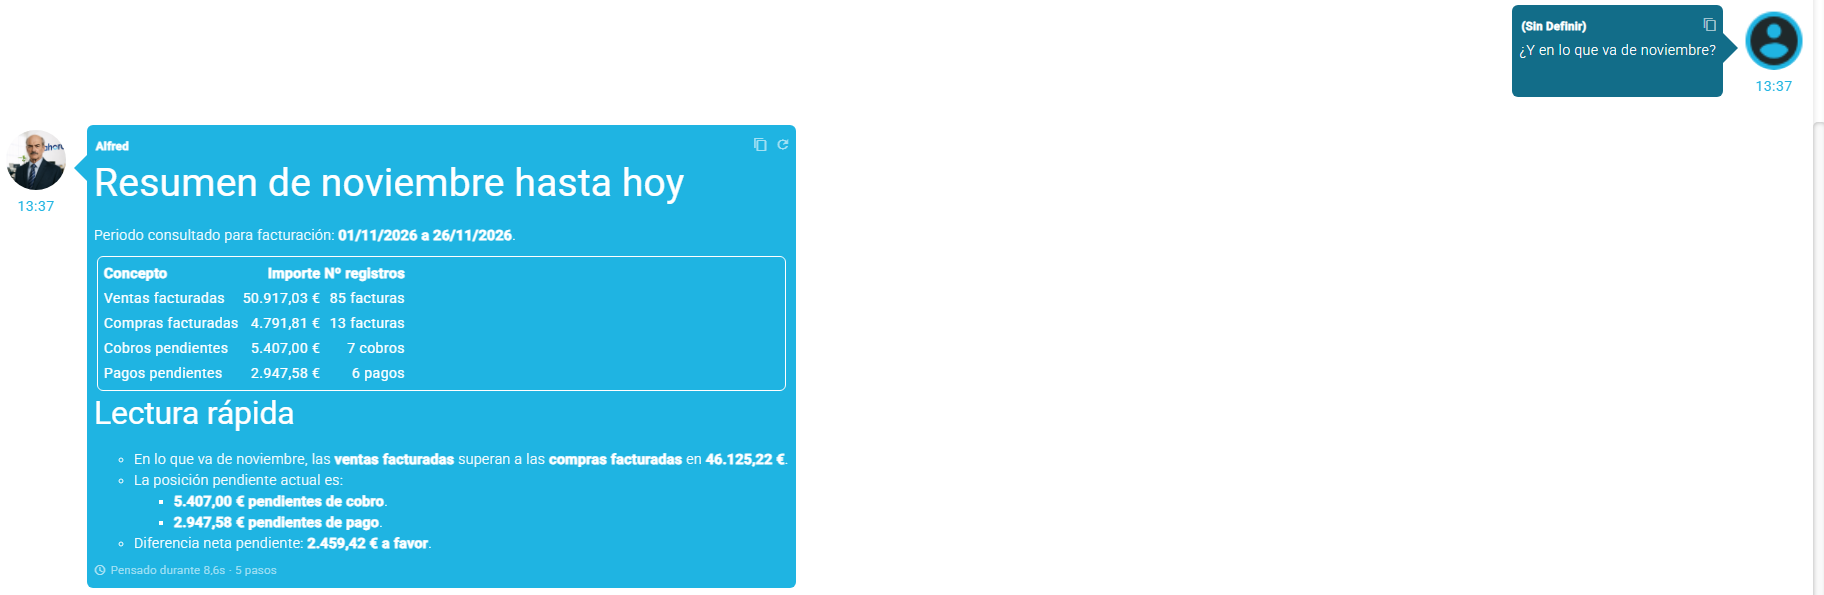 (Sin Definir)
¿Y en lo que va de noviembre?
13:37
Alfred
13:37
Resumen de noviembre hasta hoy
Periodo consultado para facturación: 01/11/2026 a 26/11/2026.
Concepto Importe Nº registros
Ventas facturadas 50.917,03 € 85 facturas
Compras facturadas 4.791,81 € 13 facturas
Cobros pendientes 5.407,00 € 7 cobros
Pagos pendientes 2.947,58 € 6 pagos
Lectura rápida
En lo que va de noviembre, las ventas facturadas superan a las compras facturadas en 46.125,22 €.
La posición pendiente actual es:
5.407,00 € pendientes de cobro.
2.947,58 € pendientes de pago.
Diferencia neta pendiente: 2.459,42 € a favor.
Pensado durante 8,6s · 5 pasos